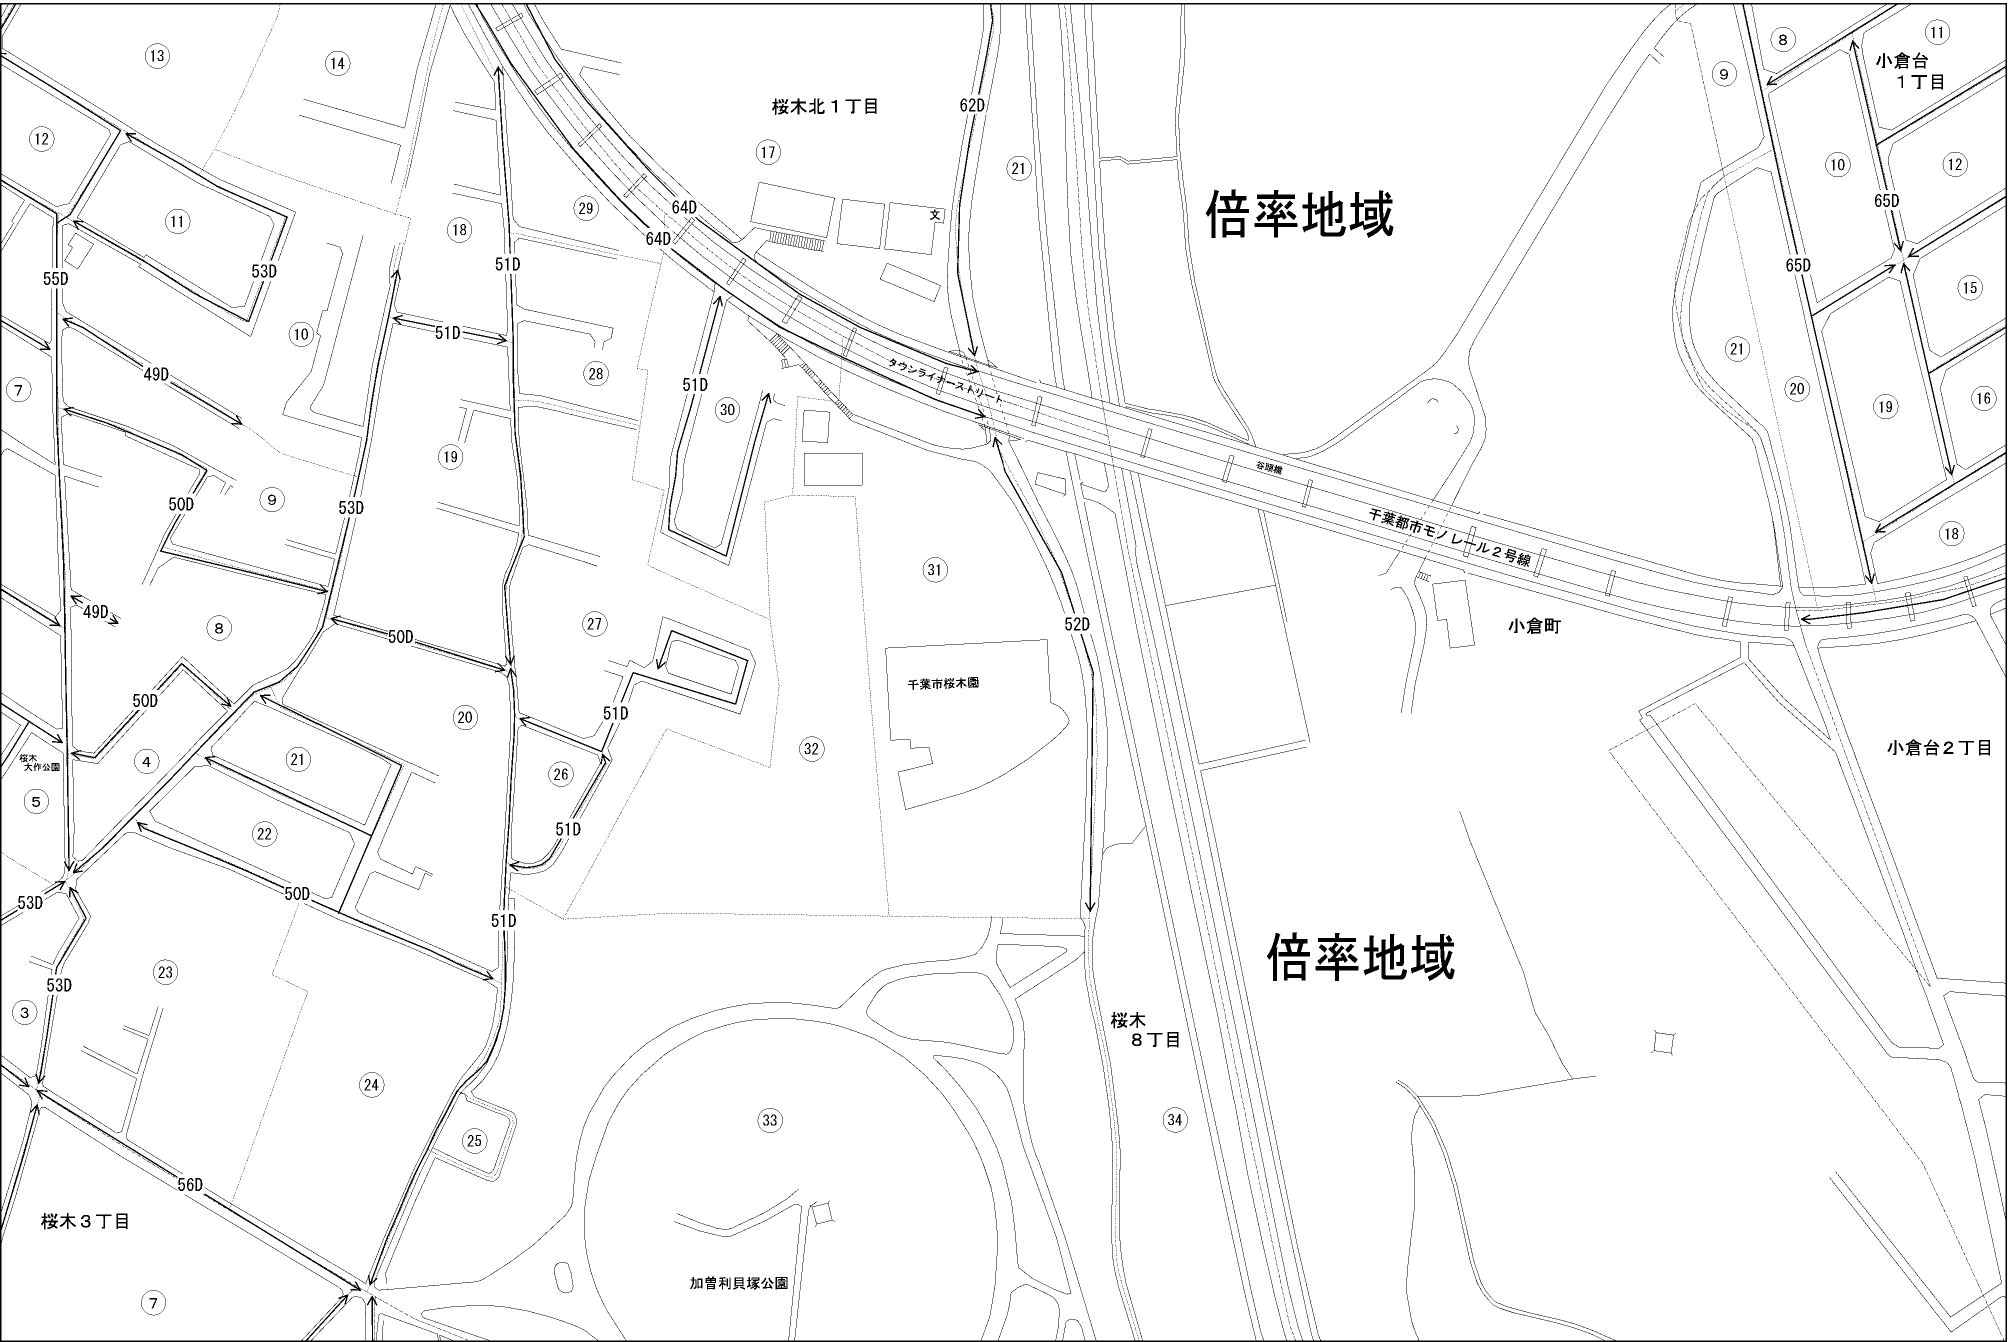 13
14
8
11
小倉台
1丁目
9
62D
桜木北１丁目
12
17
21
10
12
倍率地域
65D
文
11
18
29
64D
64D
53D
51D
65D
55D
15
10
51D
21
49D
28
タウンライナーストリート
7
51D
30
20
19
16
19
谷頭橋
9
50D
53D
千葉都市モノレール２号線
18
31
49D
8
50D
27
52D
小倉町
千葉市桜木園
50D
51D
20
32
小倉台２丁目
桜木
大作公園
4
21
26
5
22
51D
50D
53D
51D
倍率地域
23
53D
3
桜木
８丁目
24
33
34
25
56D
桜木３丁目
加曽利貝塚公園
7